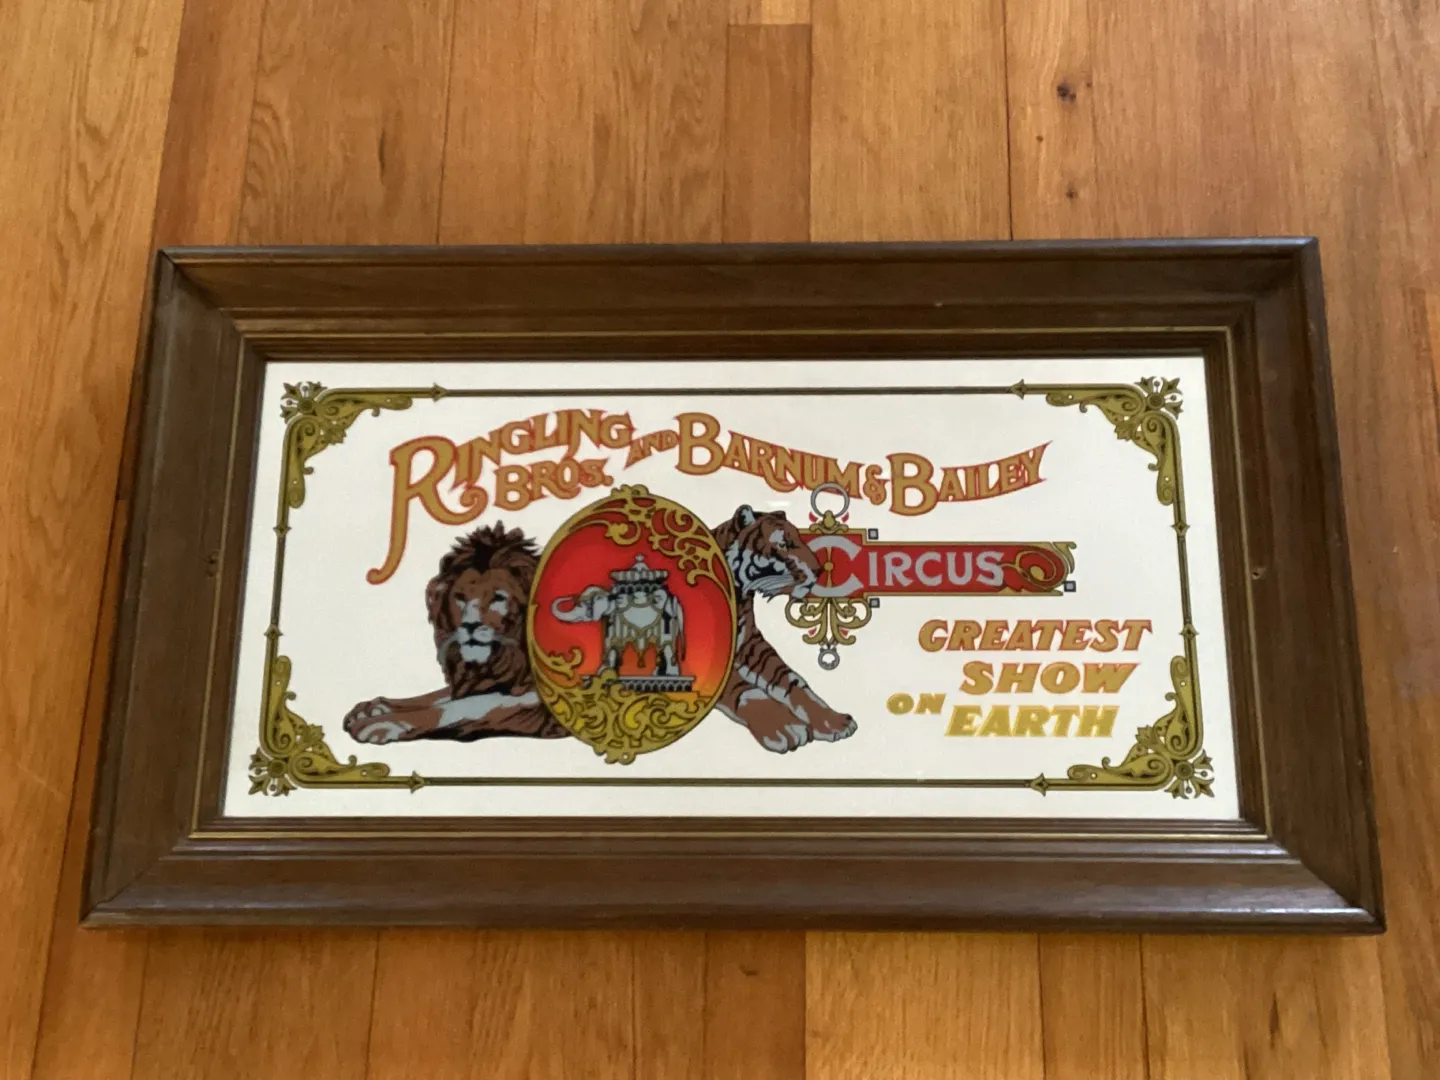 RINGLING BROS. AND BARNUM & BAILEY
CIRCUS
GREATEST
SHOW
ON EARTH